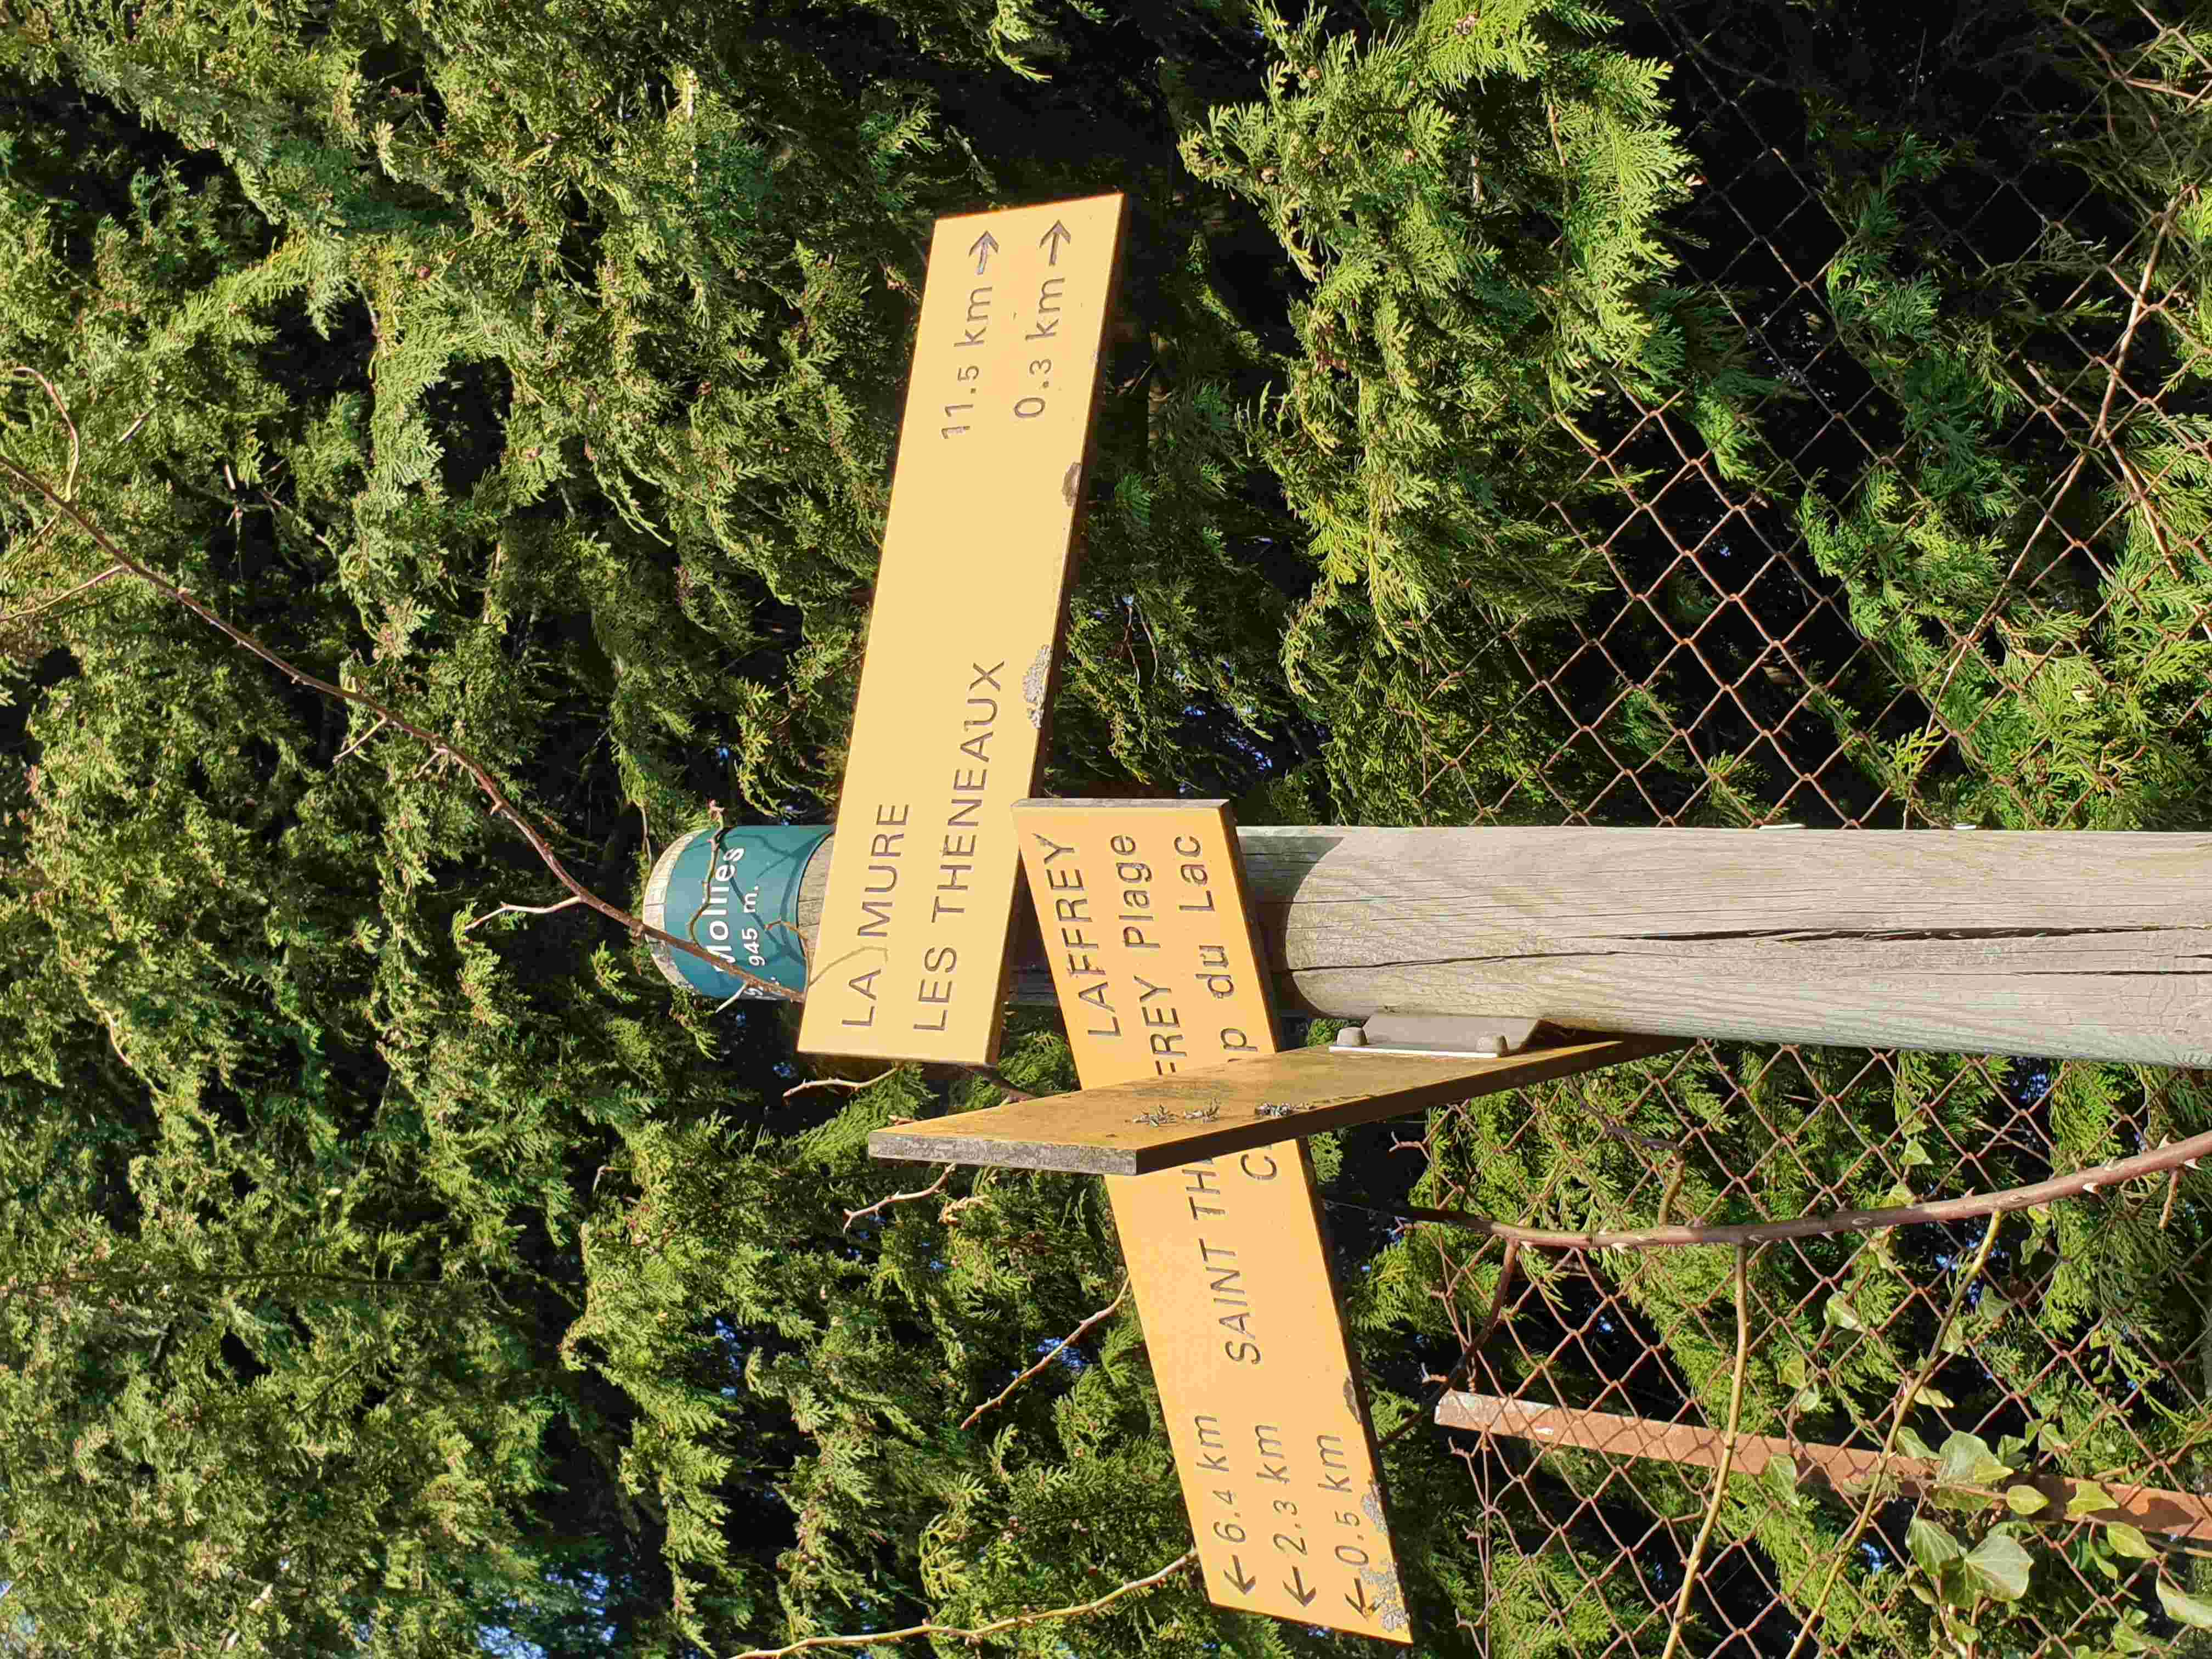 Mollies
945 m.
LA MURE 11.5 km →
LES THENEAUX 0.3 km →
← 6.4 km LAFFREY
← 2.3 km SAINT FREY Plage
← 0.5 km du Lac